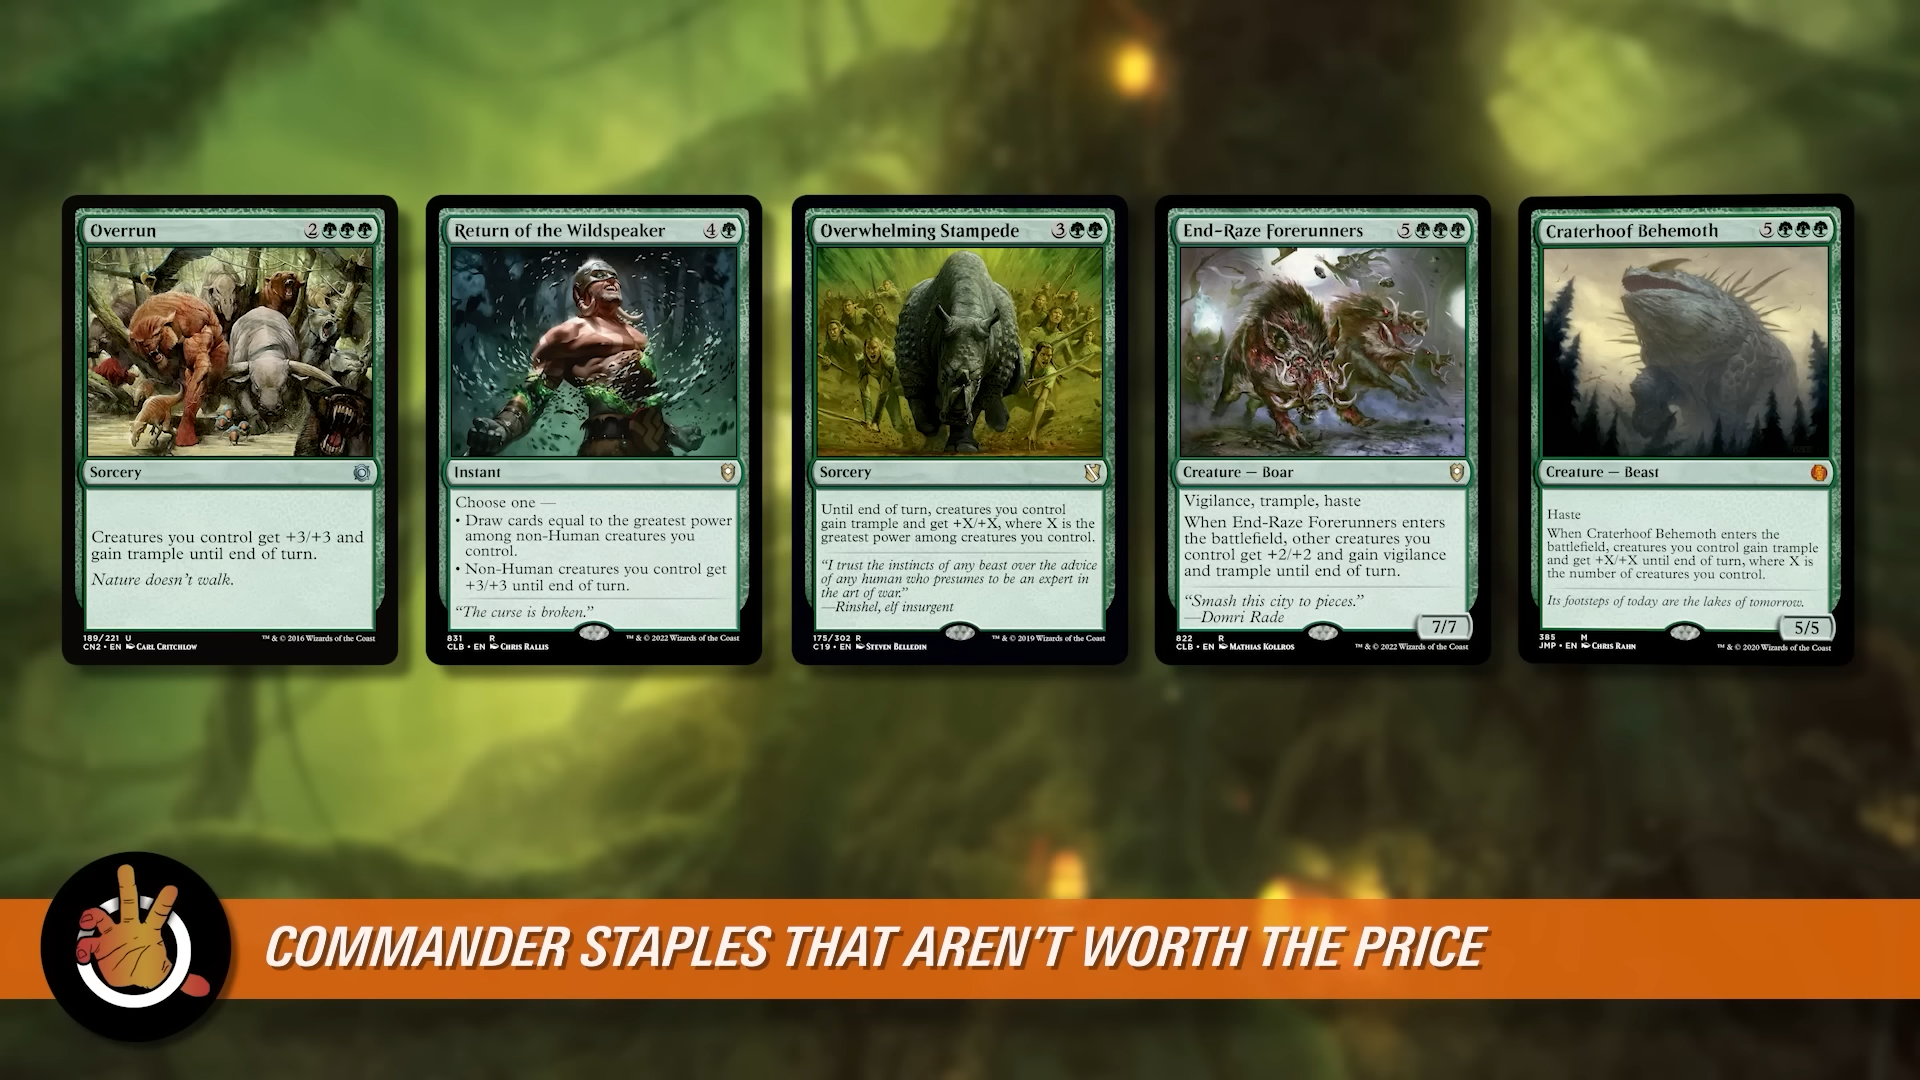 Overrun 2
Sorcery
Creatures you control get +3/+3 and
gain trample until end of turn.
Nature doesn't walk.
189/221 U
CN2 • EN CARL CRITCHLOW
™ & © 2016 Wizards of the Coast
Return of the Wildspeaker 4
Instant
Choose one —
• Draw cards equal to the greatest power
among non-Human creatures you
control.
• Non-Human creatures you control get
+3/+3 until end of turn.
"The curse is broken."
831 R
CLB • EN CHRIS RALLIS
™ & © 2022 Wizards of the Coast
Overwhelming Stampede 3
Sorcery
Until end of turn, creatures you control
gain trample and get +X/+X, where X is the
greatest power among creatures you control.
"I trust the instincts of any beast over the advice
of any human who presumes to be an expert in
the art of war."
—Rinshel, elf insurgent
175/302 R
C19 • EN STEVEN BELLEDIN
™ & © 2019 Wizards of the Coast
End-Raze Forerunners 5
Creature — Boar
Vigilance, trample, haste
When End-Raze Forerunners enters
the battlefield, other creatures you
control get +2/+2 and gain vigilance
and trample until end of turn.
"Smash this city to pieces."
—Domri Rade
7/7
822 R
CLB • EN MATHIAS KOLLROS
™ & © 2022 Wizards of the Coast
Craterhoof Behemoth 5
Creature — Beast
Haste
When Craterhoof Behemoth enters the
battlefield, creatures you control gain trample
and get +X/+X until end of turn, where X is
the number of creatures you control.
Its footsteps of today are the lakes of tomorrow.
5/5
385 M
JMP • EN CHRIS RAHN
™ & © 2020 Wizards of the Coast
COMMANDER STAPLES THAT AREN'T WORTH THE PRICE